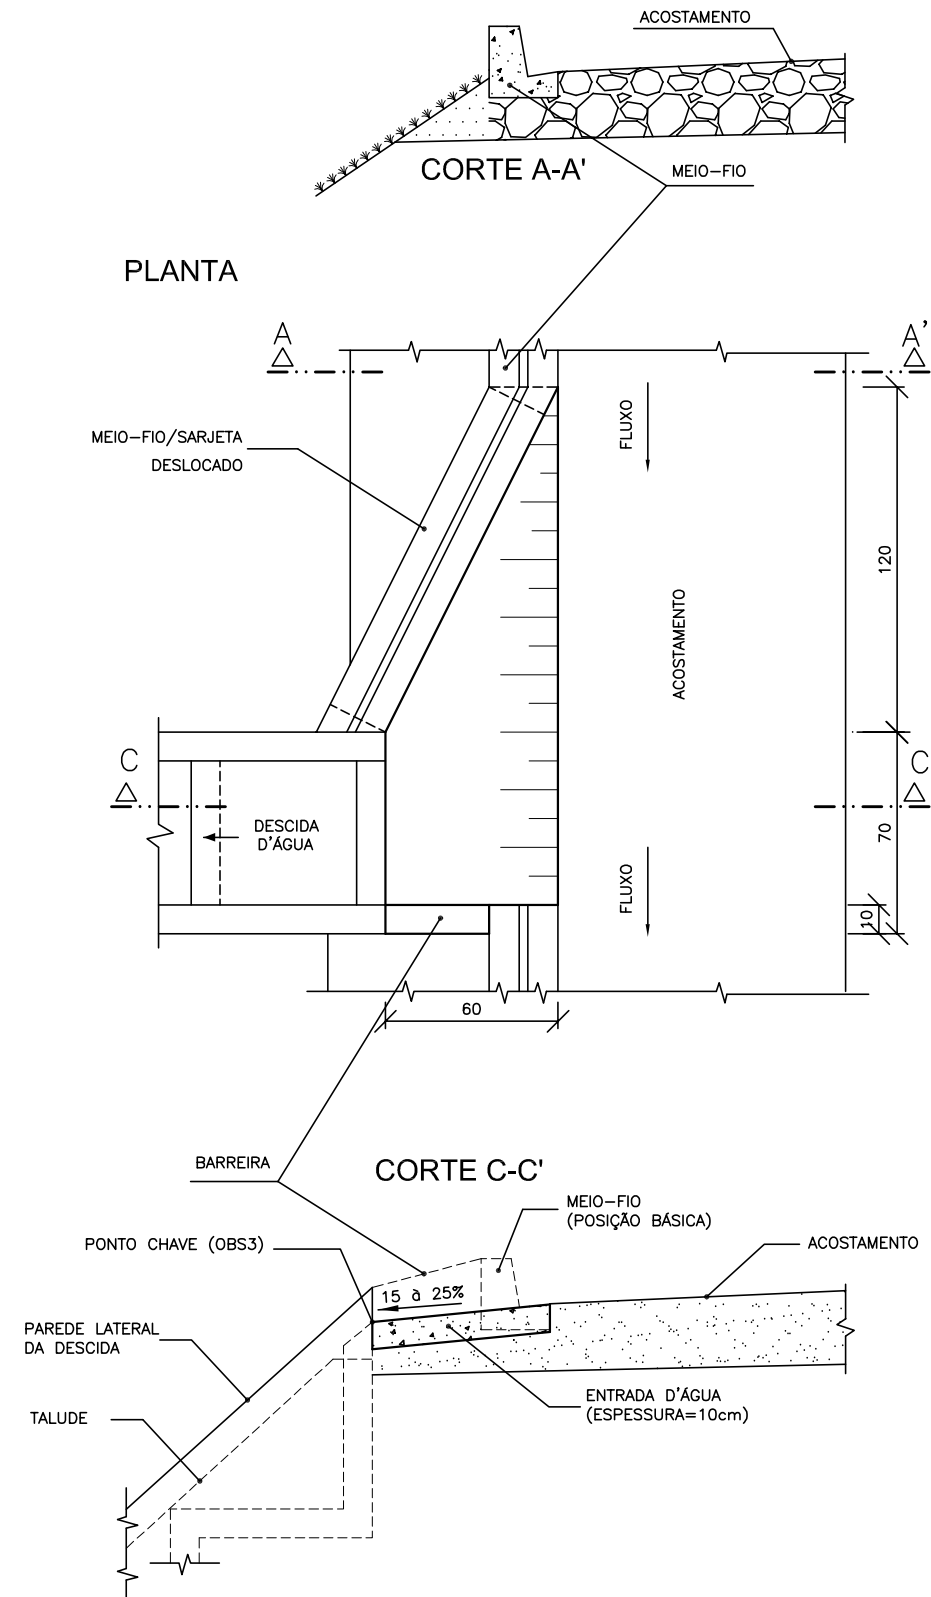 ACOSTAMENTO
CORTE A-A'
MEIO-FIO
PLANTA
A
A'
MEIO-FIO/SARJETA
DESLOCADO
FLUXO
120
ACOSTAMENTO
C
C
DESCIDA
D'ÁGUA
70
FLUXO
10
60
BARREIRA
CORTE C-C'
MEIO-FIO
(POSIÇÃO BÁSICA)
PONTO CHAVE (OBS3)
ACOSTAMENTO
15 à 25%
PAREDE LATERAL
DA DESCIDA
ENTRADA D'ÁGUA
(ESPESSURA=10cm)
TALUDE